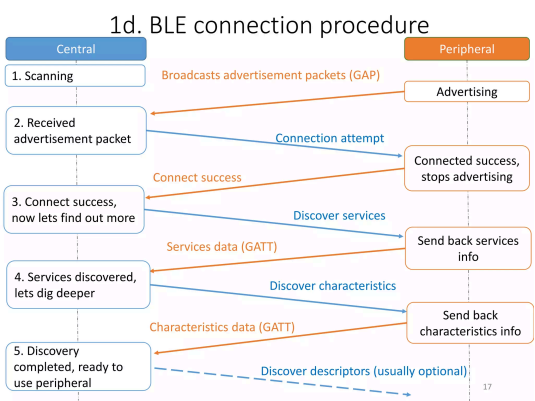 1d. BLE connection procedure
Central
Peripheral
1. Scanning
Broadcasts advertisement packets (GAP)
Advertising
2. Received
advertisement packet
Connection attempt
Connected success,
stops advertising
Connect success
3. Connect success,
now lets find out more
Discover services
Send back services
info
Services data (GATT)
4. Services discovered,
lets dig deeper
Discover characteristics
Send back
characteristics info
Characteristics data (GATT)
5. Discovery
completed, ready to
use peripheral
Discover descriptors (usually optional)
17